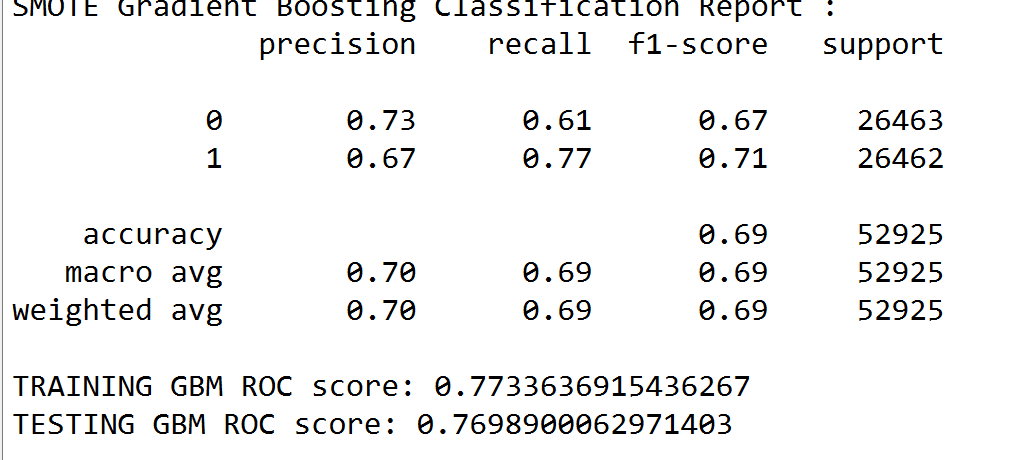 SMOTE Gradient Boosting Classification Report :
precision recall f1-score support
0 0.73 0.61 0.67 26463
1 0.67 0.77 0.71 26462
accuracy 0.69 52925
macro avg 0.70 0.69 0.69 52925
weighted avg 0.70 0.69 0.69 52925
TRAINING GBM ROC score: 0.7733636915436267
TESTING GBM ROC score: 0.7698900062971403